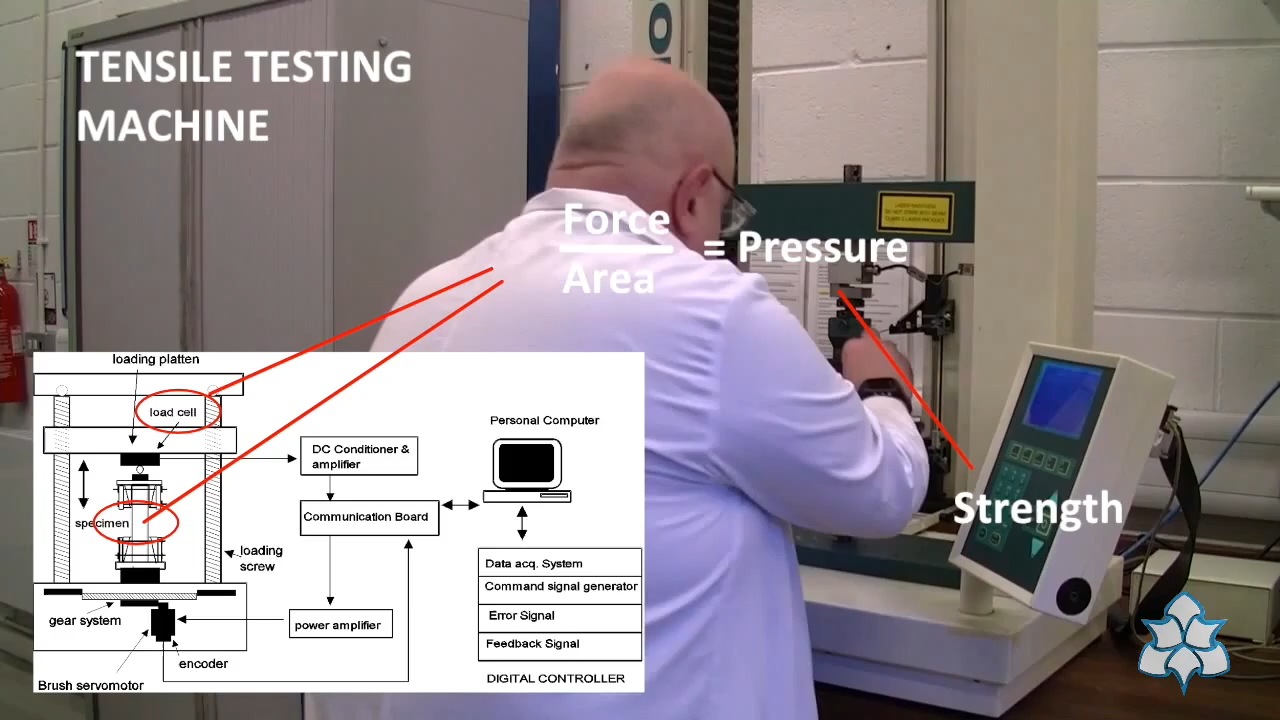 TENSILE TESTING
MACHINE
Force
Area
= Pressure
Strength
loading platten
load cell
specimen
loading
screw
gear system
encoder
Brush servomotor
DC Conditioner &
amplifier
Communication Board
power amplifier
Personal Computer
Data acq. System
Command signal generator
Error Signal
Feedback Signal
DIGITAL CONTROLLER